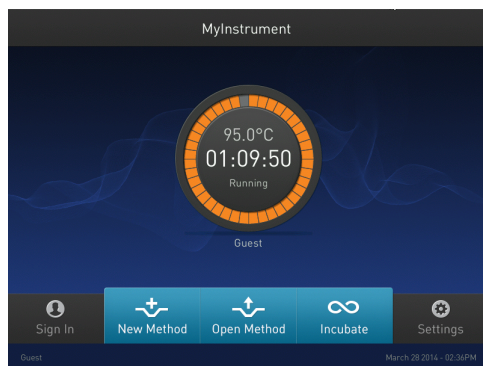 MyInstrument
95.0°C
01:09:50
Running
Guest
Sign In
New Method
Open Method
Incubate
Settings
Guest
March 28 2014 - 02:36PM